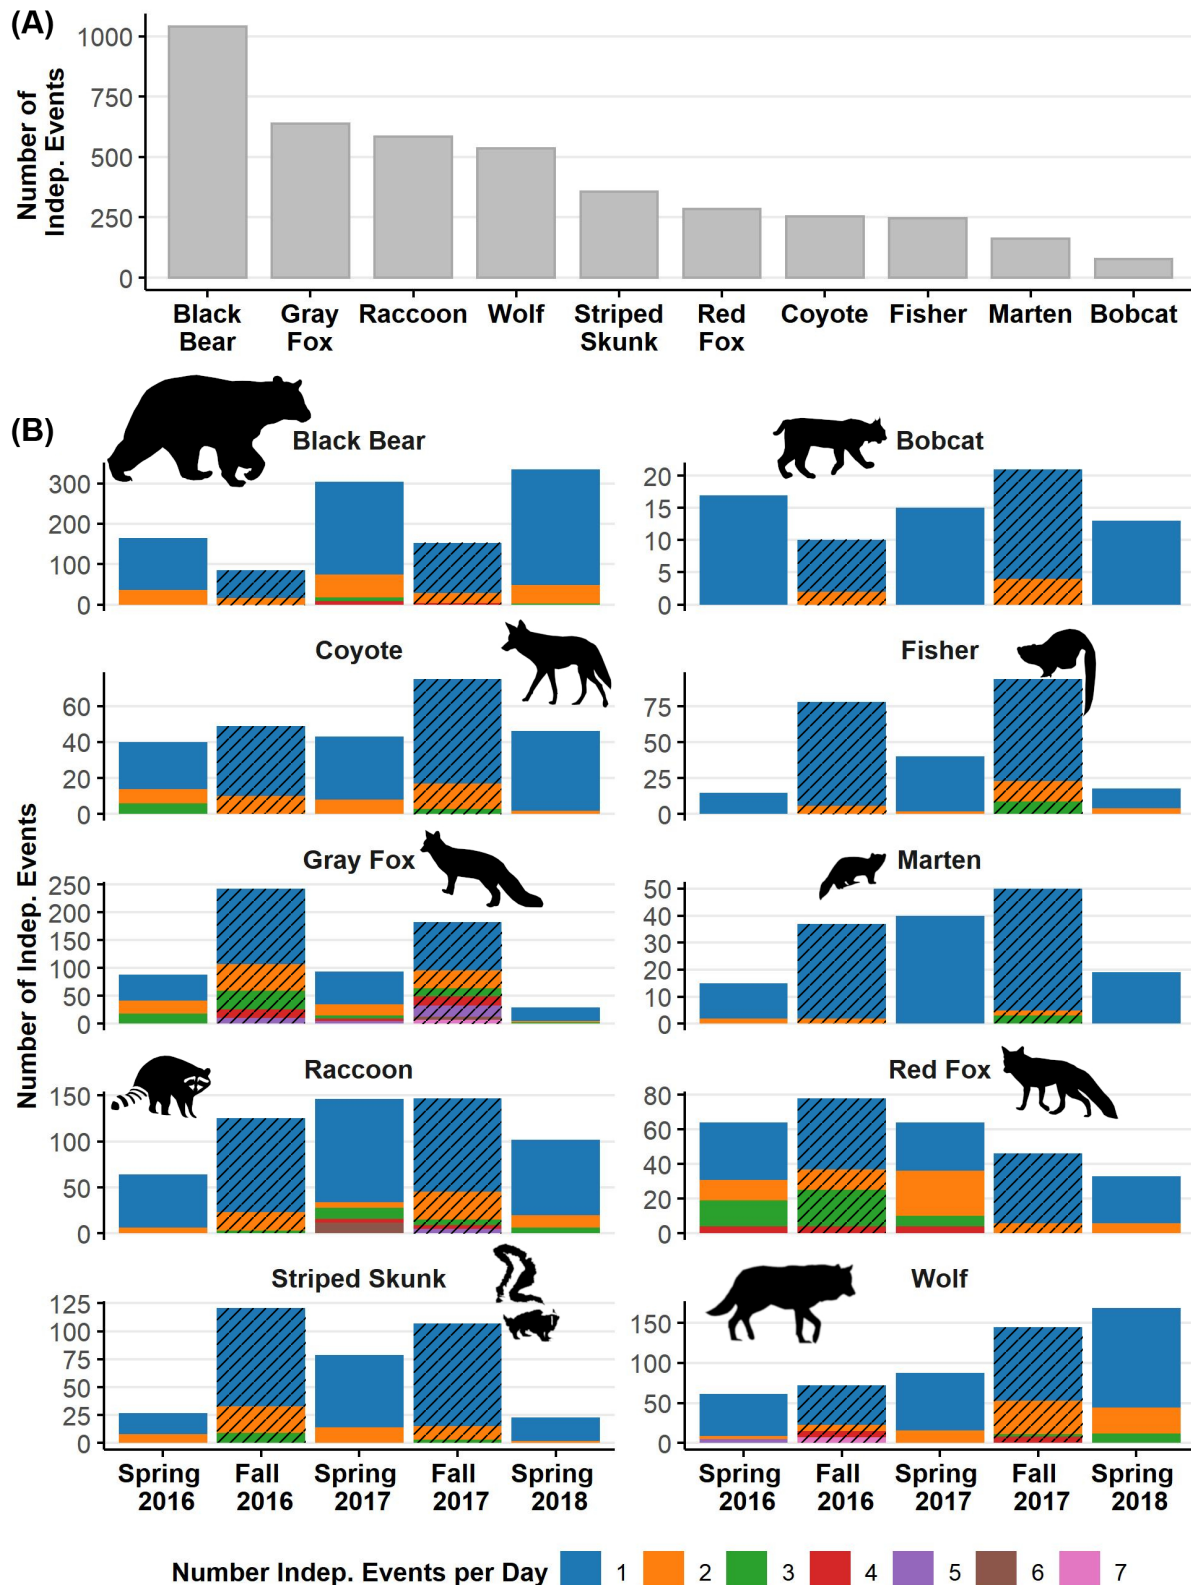 (A)
Number of
Indep. Events
1000
750
500
250
0
Black
Bear
Gray
Fox
Raccoon
Wolf
Striped
Skunk
Red
Fox
Coyote
Fisher
Marten
Bobcat
(B)
Number of Indep. Events
Black Bear
300
200
100
0
Bobcat
20
15
10
5
0
Coyote
60
40
20
0
Fisher
75
50
25
0
Gray Fox
250
200
150
100
50
0
Marten
50
40
30
20
10
0
Raccoon
150
100
50
0
Red Fox
80
60
40
20
0
Striped Skunk
125
100
75
50
25
0
Wolf
150
100
50
0
Spring
2016
Fall
2016
Spring
2017
Fall
2017
Spring
2018
Spring
2016
Fall
2016
Spring
2017
Fall
2017
Spring
2018
Number Indep. Events per Day 1 2 3 4 5 6 7